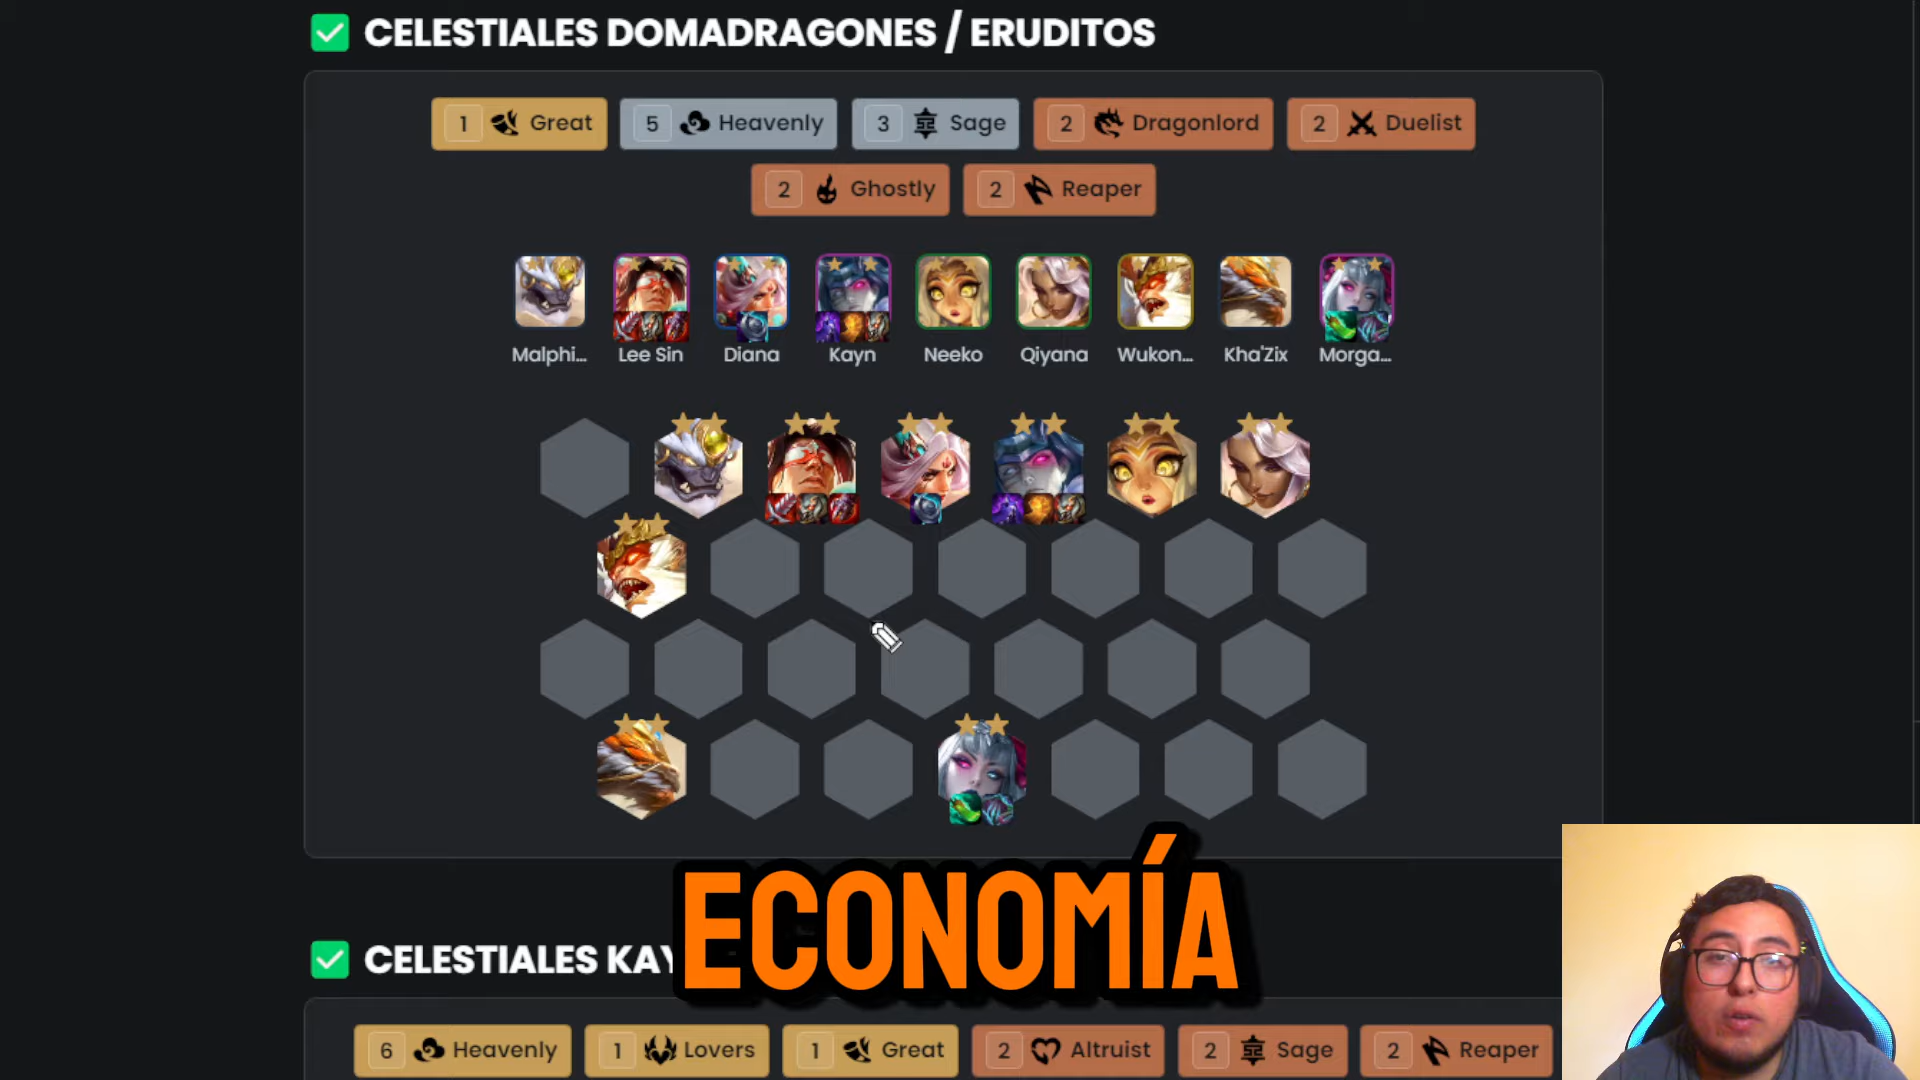 CELESTIALES DOMADRAGONES / ERUDITOS
1 Great 5 Heavenly 3 Sage 2 Dragonlord 2 Duelist
2 Ghostly 2 Reaper
Malphi... Lee Sin Diana Kayn Neeko Qiyana Wukon... Kha'Zix Morga...
ECONOMÍA
CELESTIALES KAY
6 Heavenly 1 Lovers 1 Great 2 Altruist 2 Sage 2 Reaper